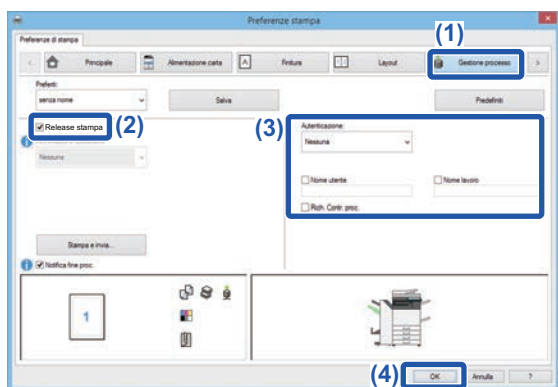 Preferenze stampa
Preferenze di stampa
(1)
Principale
Alimentazione carta
A
Finiture
Layout
Gestione processo
Preferiti:
senza nome
Salva
Predefiniti
Release stampa
(2)
(3)
Autenticazione:
Nessuna
Nessuna
Nome utente
Nome lavoro
Rich. Contr. proc.
Stampa e invia...
Notifica fine proc.
1
(4)
OK
Annulla
?